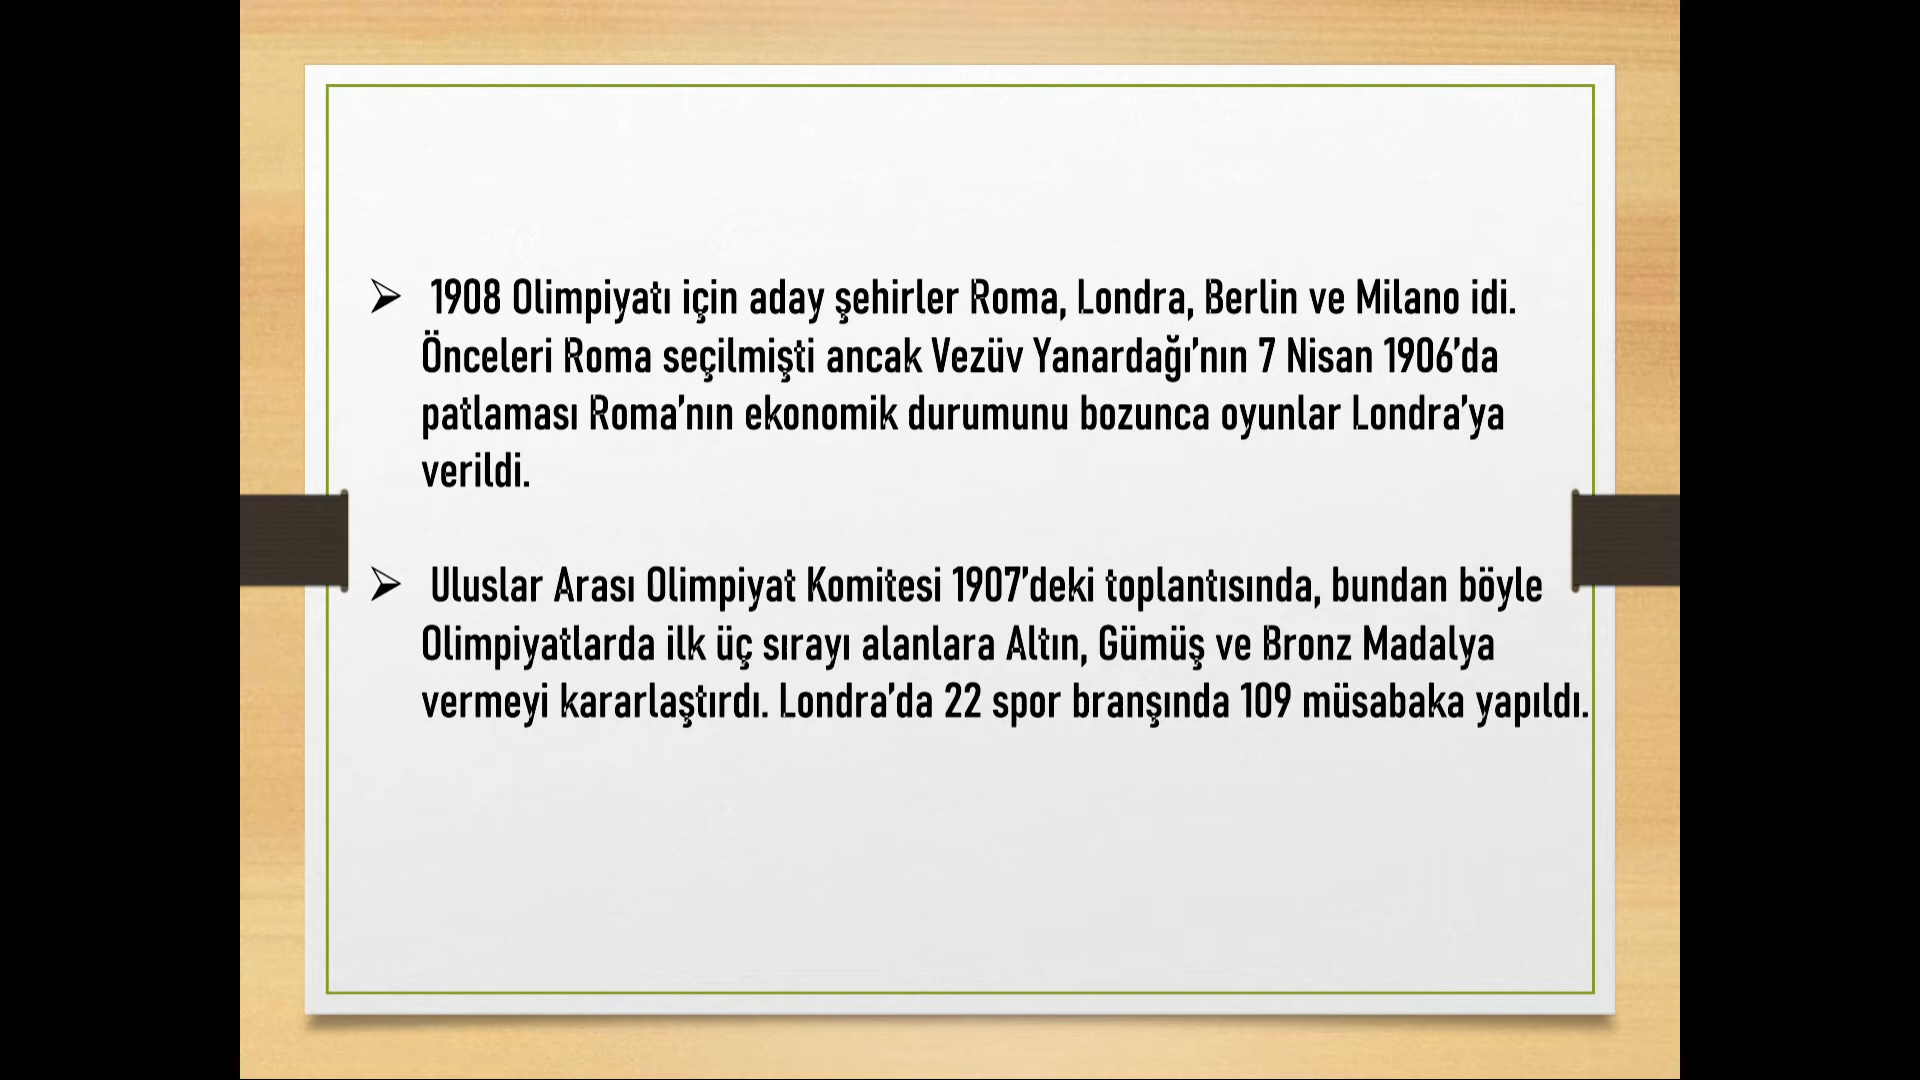 ➢ 1908 Olimpiyatı için aday şehirler Roma, Londra, Berlin ve Milano idi.
Önceleri Roma seçilmişti ancak Vezüv Yanardağı’nın 7 Nisan 1906’da
patlaması Roma’nın ekonomik durumunu bozunca oyunlar Londra’ya
verildi.
➢ Uluslar Arası Olimpiyat Komitesi 1907’deki toplantısında, bundan böyle
Olimpiyatlarda ilk üç sırayı alanlara Altın, Gümüş ve Bronz Madalya
vermeyi kararlaştırdı. Londra’da 22 spor branşında 109 müsabaka yapıldı.